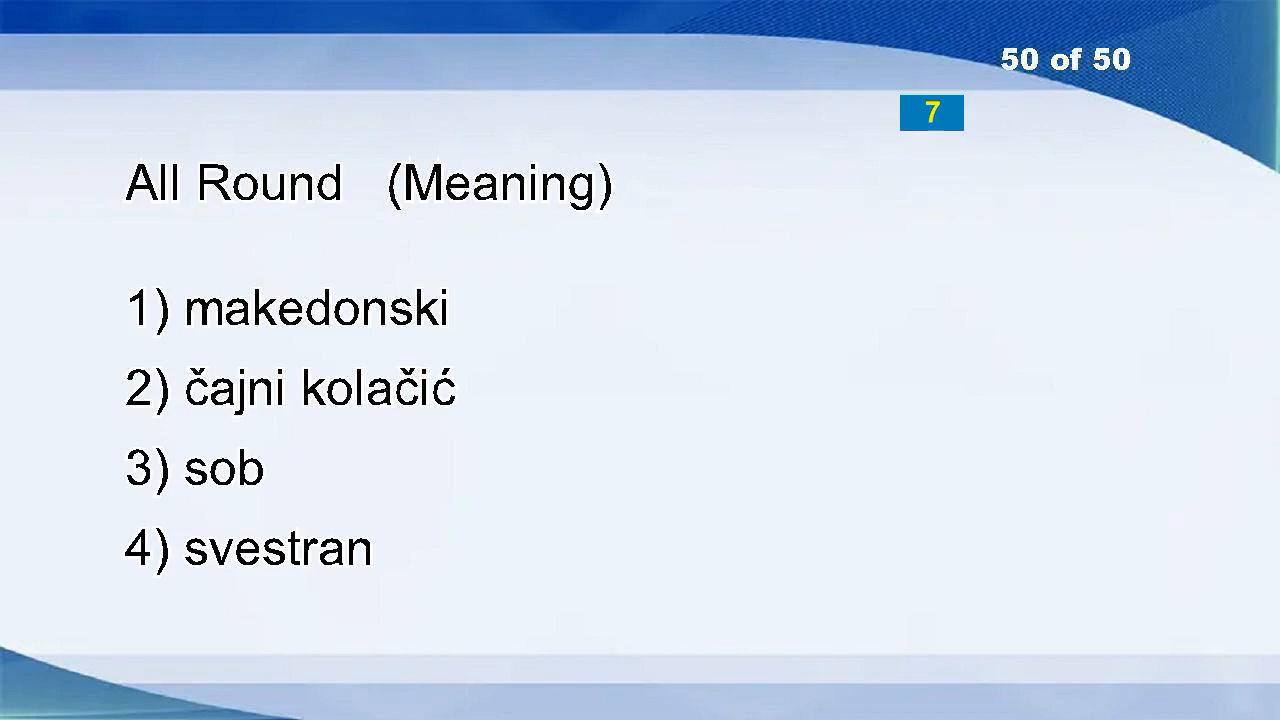 50 of 50
7
All Round (Meaning)
1) makedonski
2) čajni kolačić
3) sob
4) svestran